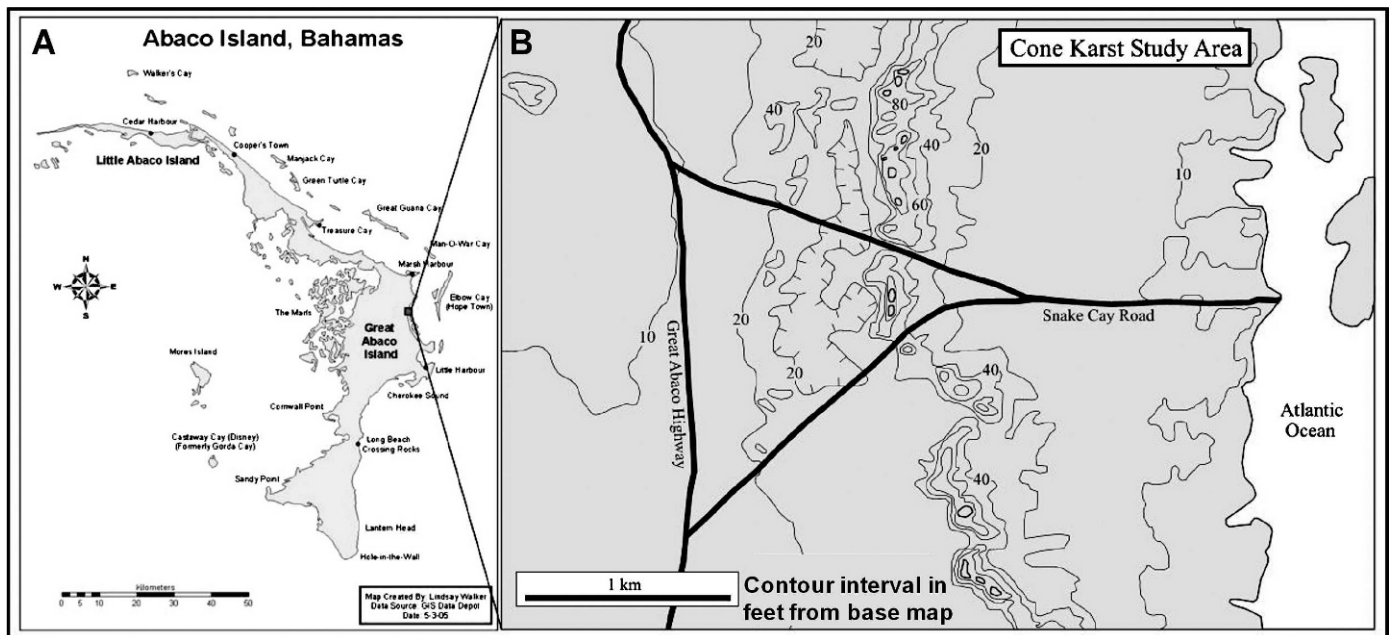 A
Abaco Island, Bahamas
Walker's Cay
Cedar Harbour
Cooper's Town
Little Abaco Island
Manjack Cay
Green Turtle Cay
Great Guana Cay
Treasure Cay
Man-O-War Cay
Marsh Harbour
N
W E
S
Elbow Cay
(Hope Town)
The Marls
Great
Abaco
Island
Mores Island
Little Harbour
Cherokee Sound
Cornwall Point
Castaway Cay (Disney)
(Formerly Gorda Cay)
Long Beach
Crossing Rocks
Sandy Point
Lantern Head
Hole-in-the-Wall
Kilometers
0 5 10 20 30 40 50
Map Created By: Lindsay Walker
Data Source: GIS Data Depot
Date: 5-3-05
B
Cone Karst Study Area
20
40
80
40
20
10
60
20
10
20
40
40
Great Abaco Highway
Snake Cay Road
Atlantic
Ocean
1 km
Contour interval in
feet from base map